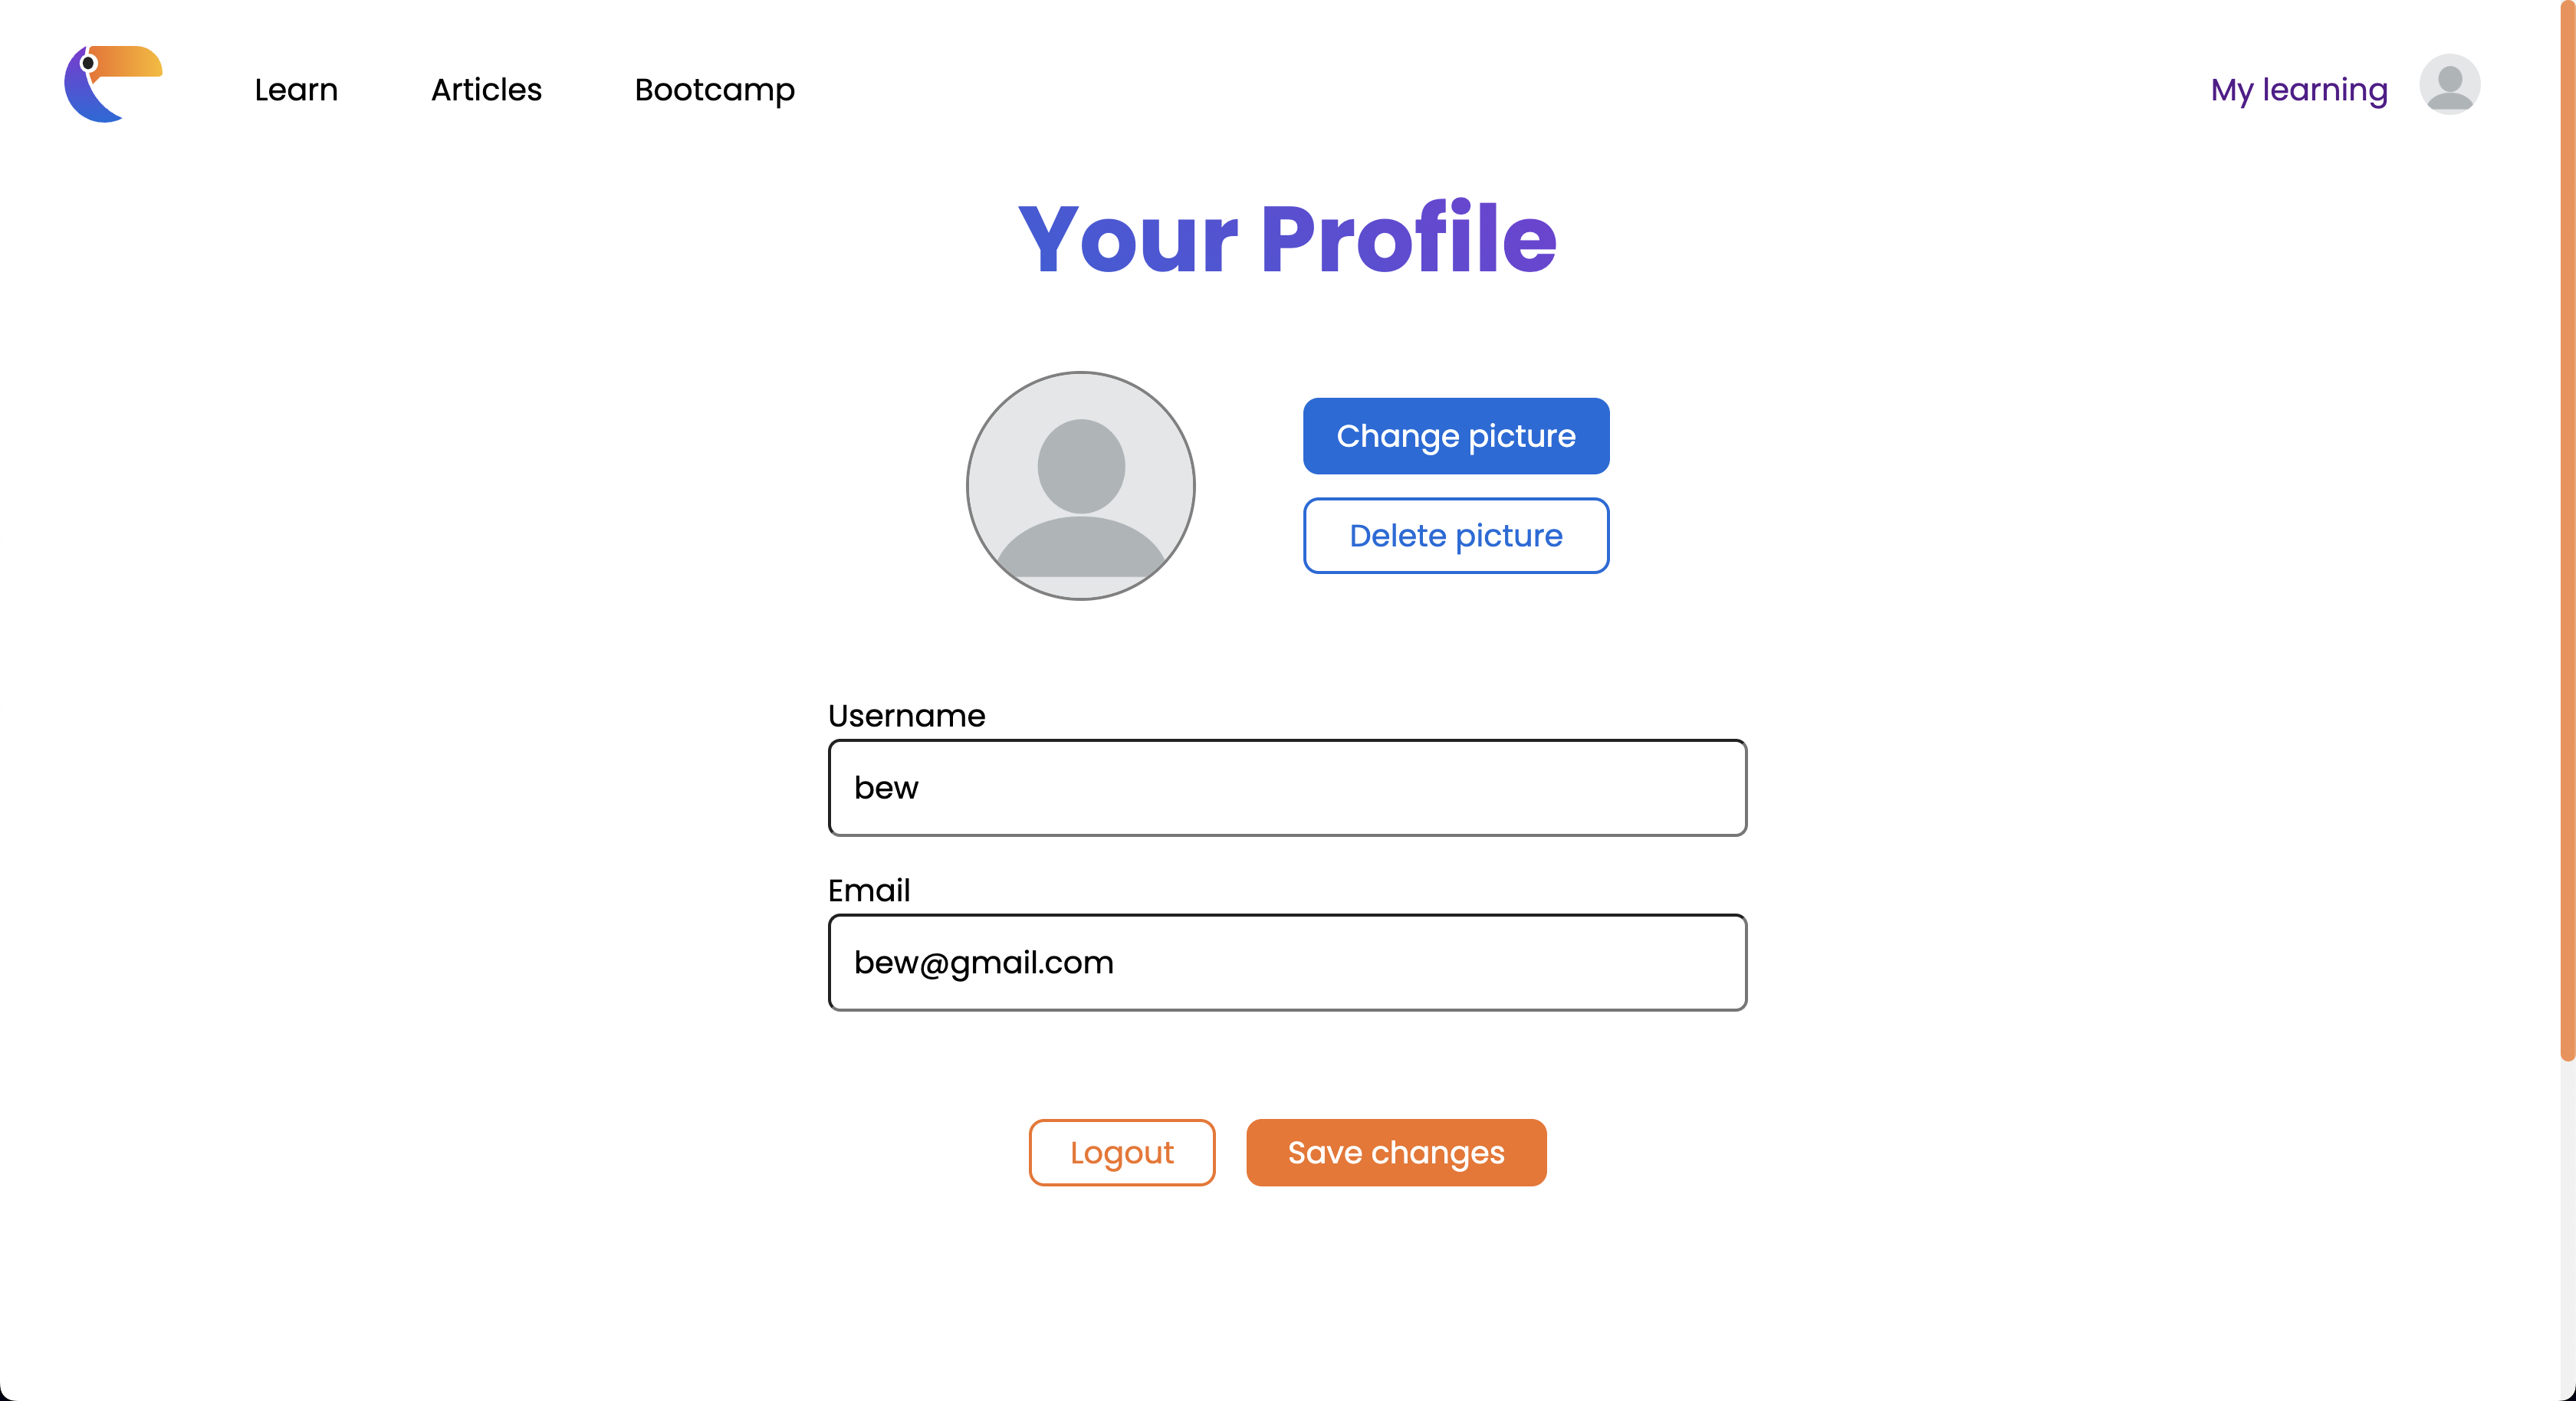 Learn Articles Bootcamp My learning
Your Profile
Change picture
Delete picture
Username
bew
Email
bew@gmail.com
Logout Save changes